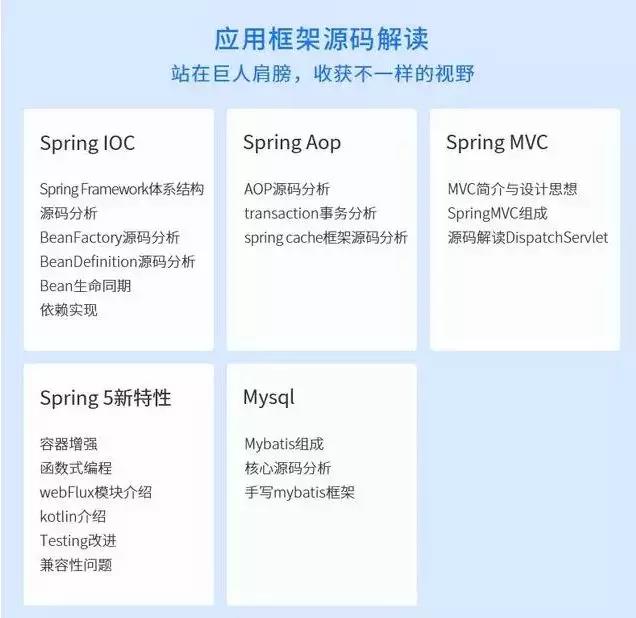 应用框架源码解读
站在巨人肩膀，收获不一样的视野
Spring IOC
Spring Framework体系结构
源码分析
BeanFactory源码分析
BeanDefinition源码分析
Bean生命同期
依赖实现
Spring Aop
AOP源码分析
transaction事务分析
spring cache框架源码分析
Spring MVC
MVC简介与设计思想
SpringMVC组成
源码解读DispatchServlet
Spring 5新特性
容器增强
函数式编程
webFlux模块介绍
kotlin介绍
Testing改进
兼容性问题
Mysql
Mybatis组成
核心源码分析
手写mybatis框架